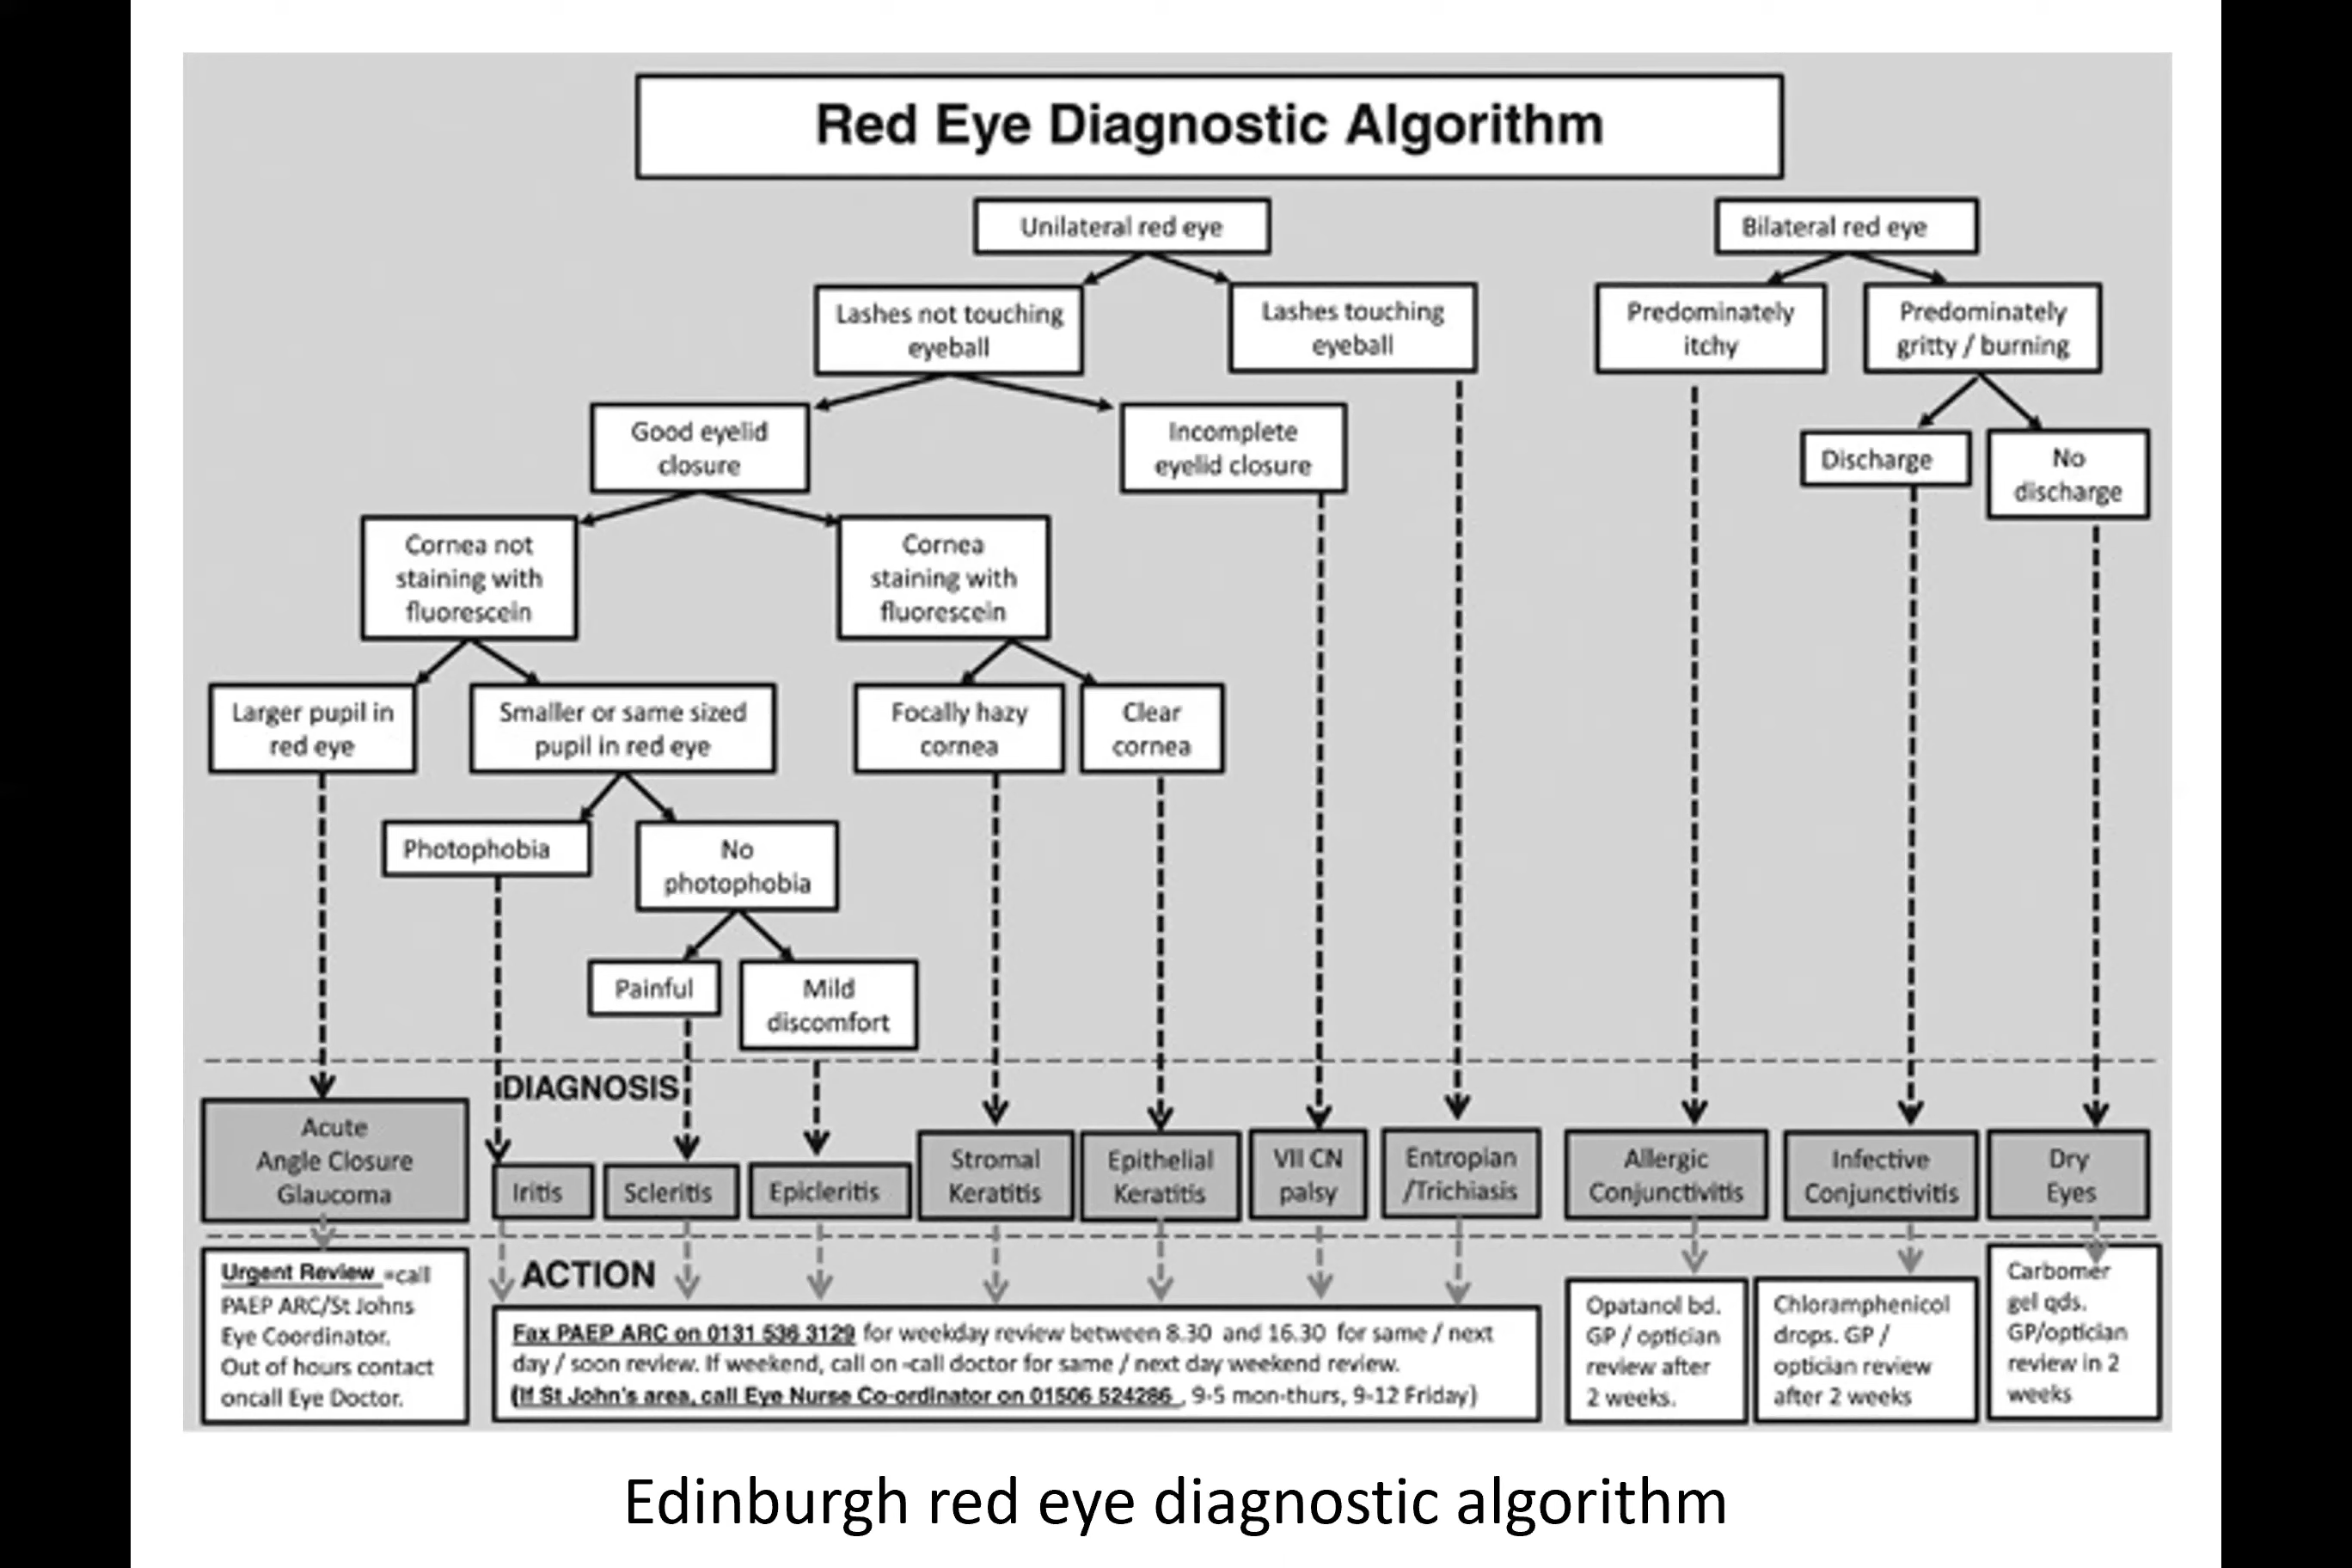 Red Eye Diagnostic Algorithm
Unilateral red eye
Bilateral red eye
Lashes not touching
eyeball
Lashes touching
eyeball
Predominately
itchy
Predominately
gritty / burning
Good eyelid
closure
Incomplete
eyelid closure
Discharge
No
discharge
Cornea not
staining with
fluorescein
Cornea
staining with
fluorescein
Larger pupil in
red eye
Smaller or same sized
pupil in red eye
Focally hazy
cornea
Clear
cornea
Photophobia
No
photophobia
Painful
Mild
discomfort
DIAGNOSIS
Acute
Angle Closure
Glaucoma
Iritis
Scleritis
Epicleritis
Stromal
Keratitis
Epithelial
Keratitis
VII CN
palsy
Entropian
/Trichiasis
Allergic
Conjunctivitis
Infective
Conjunctivitis
Dry
Eyes
ACTION
Urgent Review =call
PAEP ARC/St Johns
Eye Coordinator.
Out of hours contact
oncall Eye Doctor.
Fax PAEP ARC on 0131 536 3129 for weekday review between 8.30 and 16.30 for same / next
day / soon review. If weekend, call on -call doctor for same / next day weekend review.
(If St John's area, call Eye Nurse Co-ordinator on 01506 524286 , 9-5 mon-thurs, 9-12 Friday)
Opatanol bd.
GP / optician
review after
2 weeks.
Chloramphenicol
drops. GP /
optician review
after 2 weeks
Carbomer
gel qds.
GP/optician
review in 2
weeks
Edinburgh red eye diagnostic algorithm